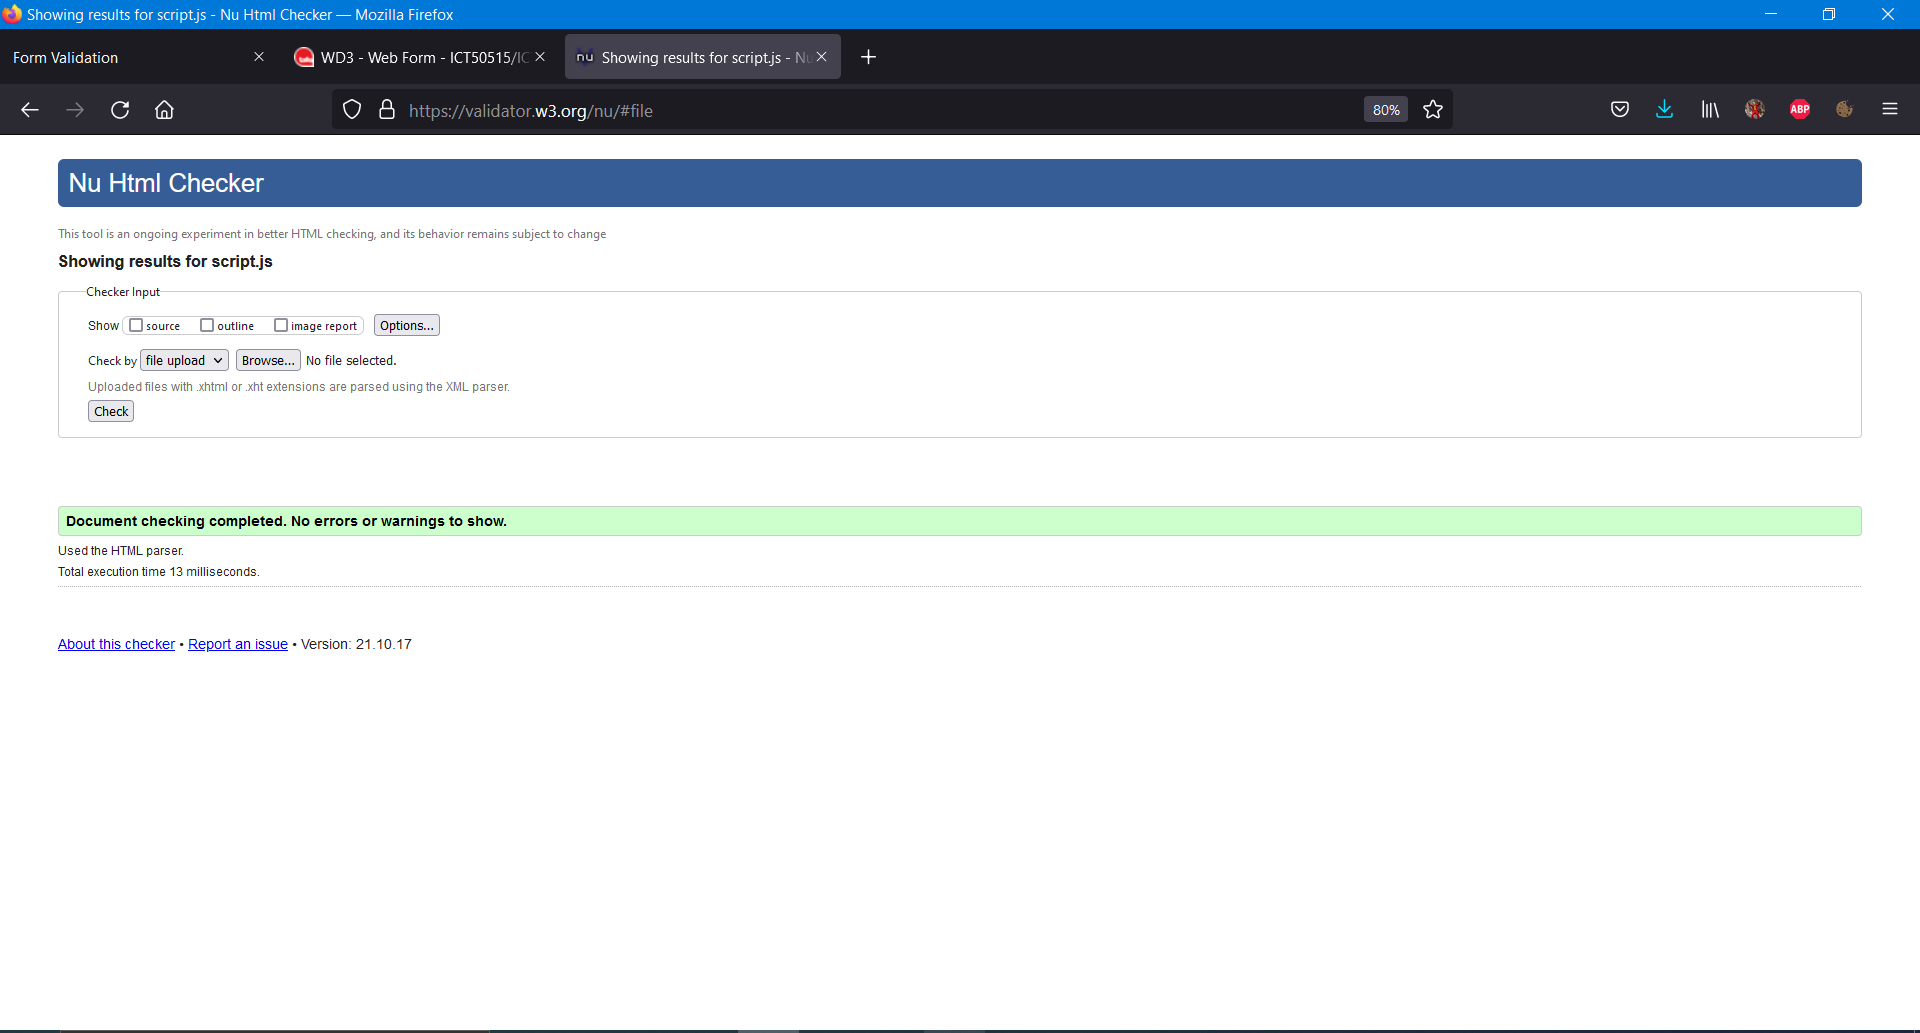 Showing results for script.js - Nu Html Checker — Mozilla Firefox
Form Validation
WD3 - Web Form - ICT50515/IC
nu Showing results for script.js - Nu
https://validator.w3.org/nu/#file
80%
ABP
Nu Html Checker
This tool is an ongoing experiment in better HTML checking, and its behavior remains subject to change
Showing results for script.js
Checker Input
Show source outline image report Options...
Check by file upload Browse... No file selected.
Uploaded files with .xhtml or .xht extensions are parsed using the XML parser.
Check
Document checking completed. No errors or warnings to show.
Used the HTML parser.
Total execution time 13 milliseconds.
About this checker • Report an issue • Version: 21.10.17